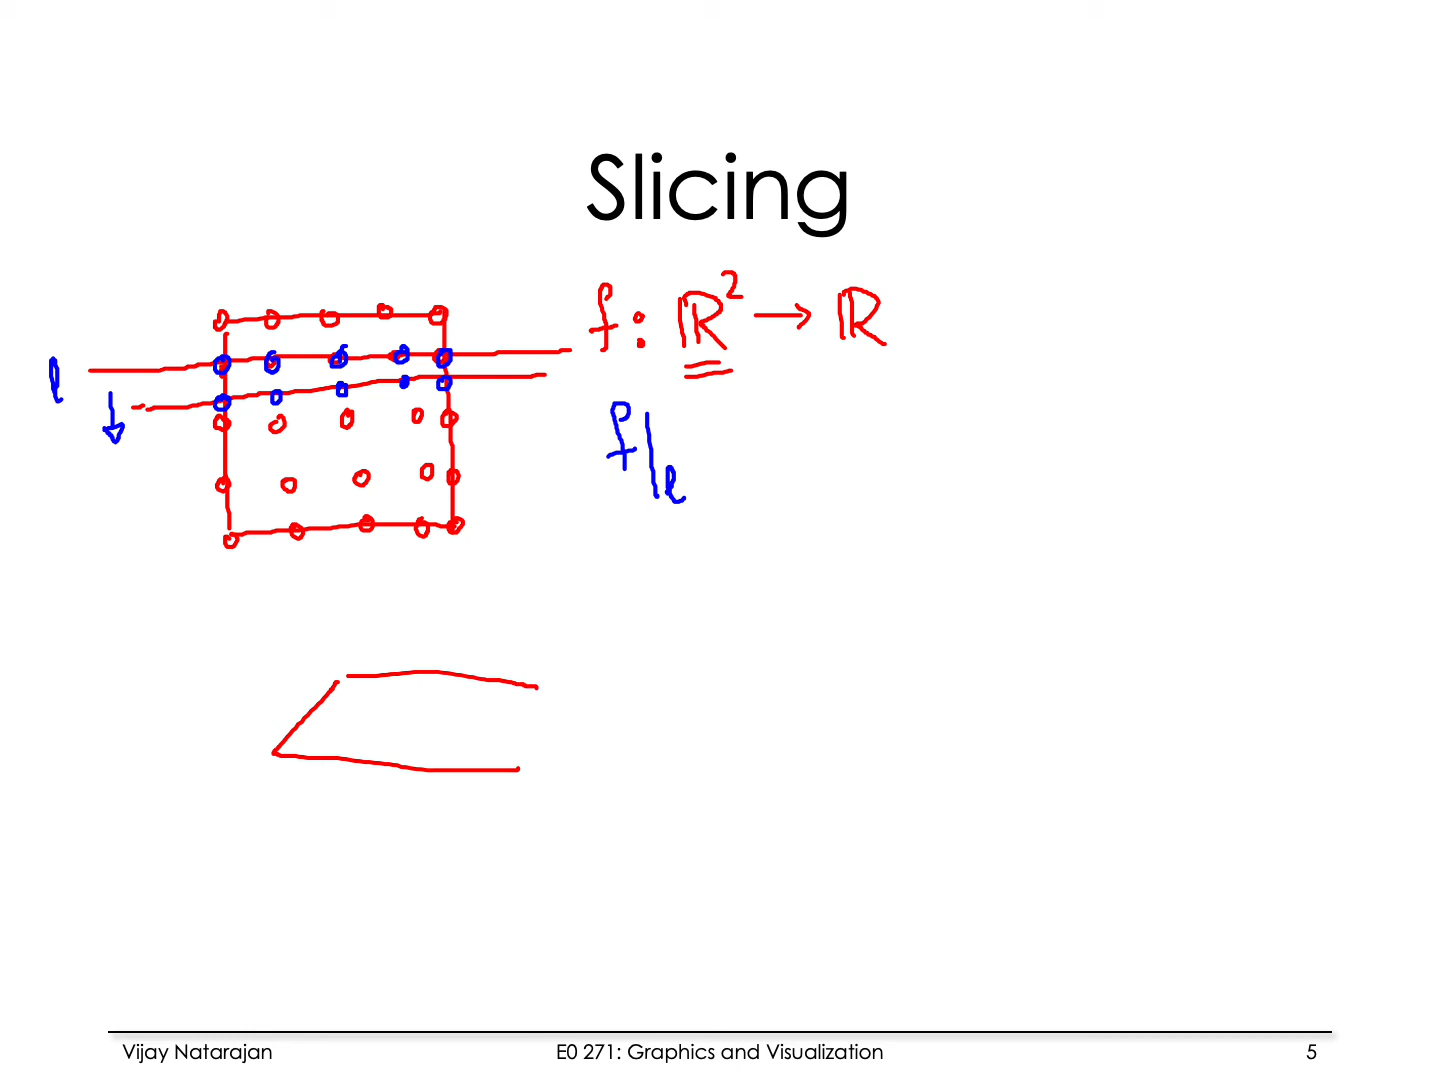 Slicing
f: ℝ² → ℝ
l
f|l
Vijay Natarajan
E0 271: Graphics and Visualization
5